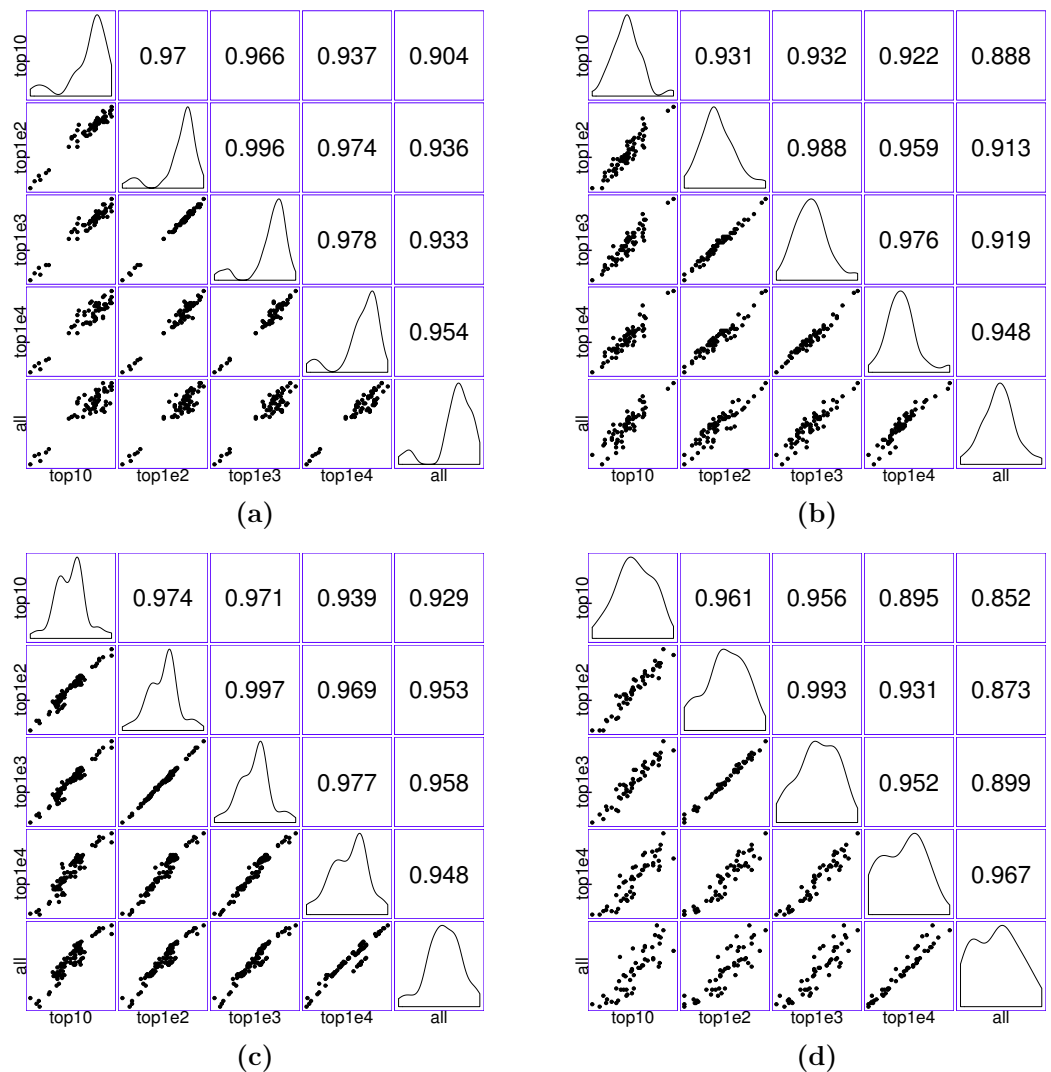 top10 0.97 0.966 0.937 0.904
top1e2 0.996 0.974 0.936
top1e3 0.978 0.933
top1e4 0.954
all
top10 top1e2 top1e3 top1e4 all
(a)
top10 0.931 0.932 0.922 0.888
top1e2 0.988 0.959 0.913
top1e3 0.976 0.919
top1e4 0.948
all
top10 top1e2 top1e3 top1e4 all
(b)
top10 0.974 0.971 0.939 0.929
top1e2 0.997 0.969 0.953
top1e3 0.977 0.958
top1e4 0.948
all
top10 top1e2 top1e3 top1e4 all
(c)
top10 0.961 0.956 0.895 0.852
top1e2 0.993 0.931 0.873
top1e3 0.952 0.899
top1e4 0.967
all
top10 top1e2 top1e3 top1e4 all
(d)